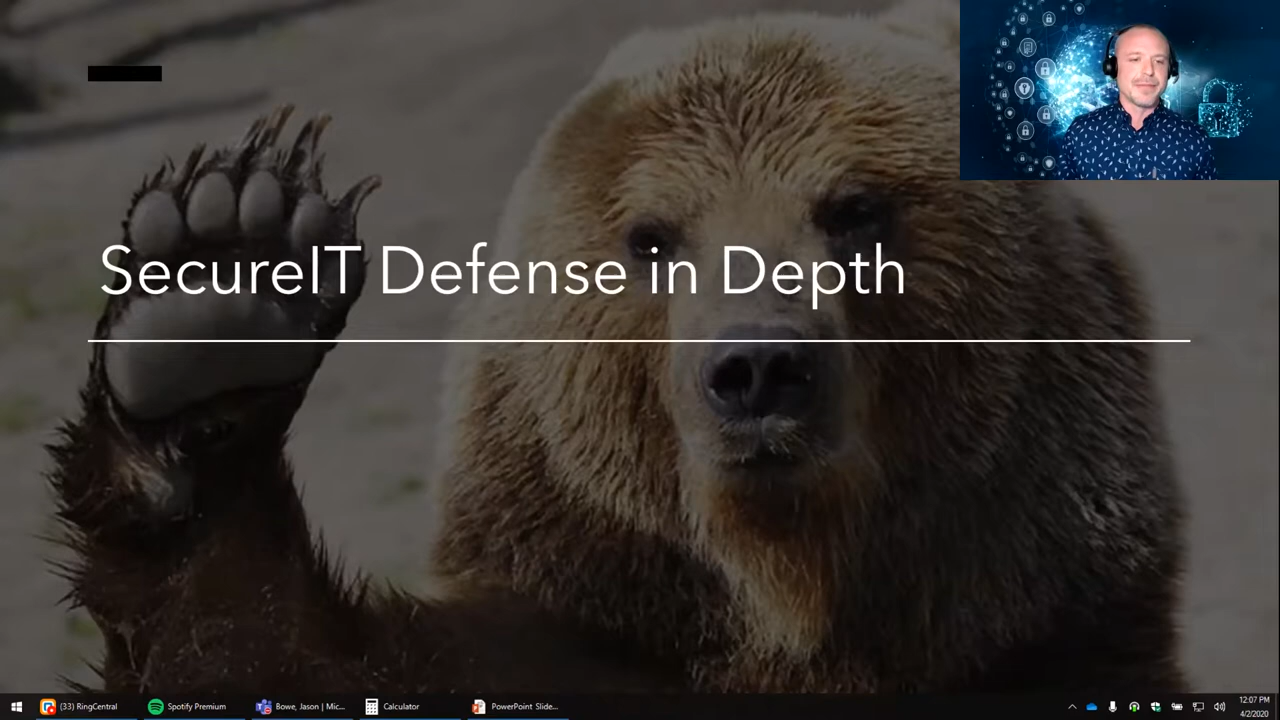 SecureIT Defense in Depth
(33) RingCentral
Spotify Premium
Bowe, Jason | Mic...
Calculator
PowerPoint Slide...
12:07 PM
4/2/2020